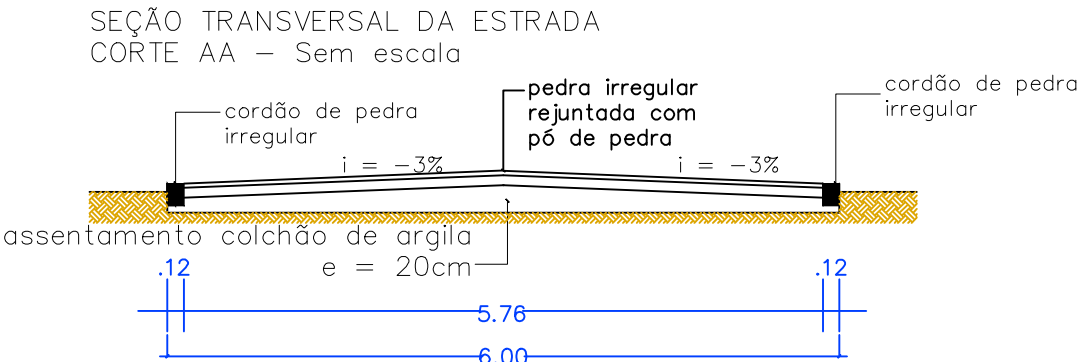 SEÇÃO TRANSVERSAL DA ESTRADA
CORTE AA – Sem escala
cordão de pedra
irregular
pedra irregular
rejuntada com
pó de pedra
cordão de pedra
irregular
i = -3%
i = -3%
assentamento colchão de argila
e = 20cm
.12
.12
5.76
6.00